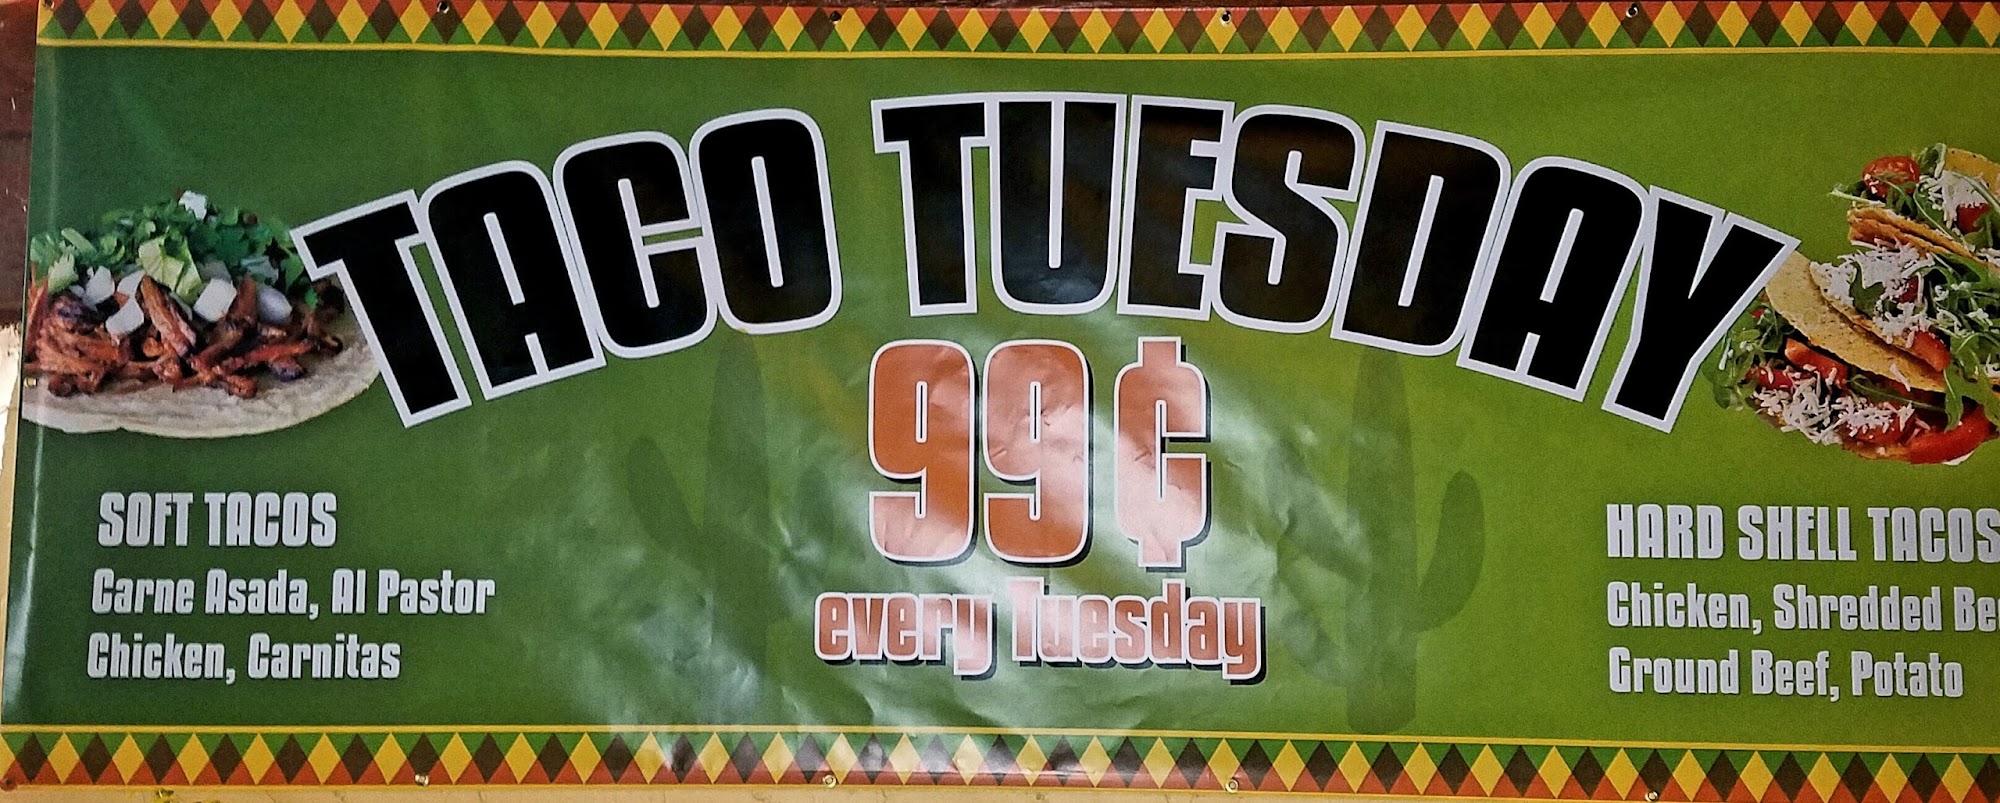 TACO TUESDAY
99¢
every Tuesday
SOFT TACOS
Carne Asada, Al Pastor
Chicken, Carnitas
HARD SHELL TACOS
Chicken, Shredded Be
Ground Beef, Potato